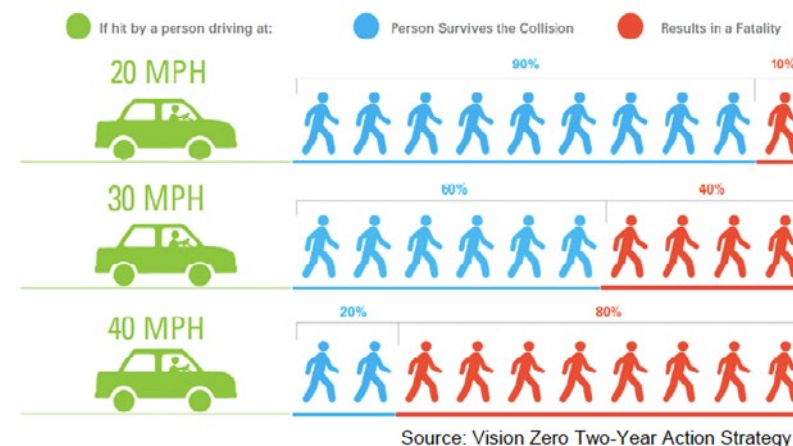 If hit by a person driving at: Person Survives the Collision Results in a Fatality
20 MPH
90% 10%
30 MPH
60% 40%
40 MPH
20% 80%
Source: Vision Zero Two-Year Action Strategy